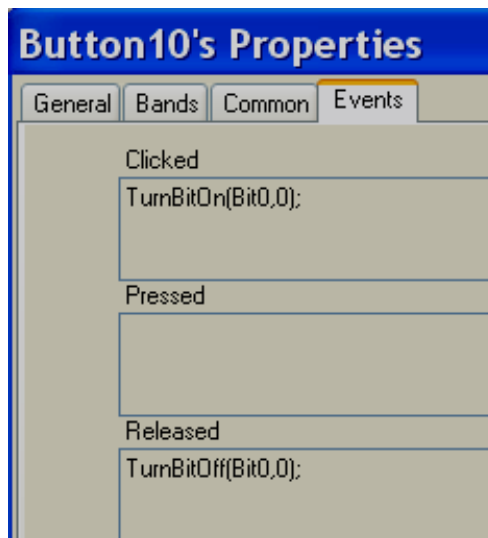 Button10's Properties
General Bands Common Events
Clicked
TurnBitOn(Bit0,0);
Pressed
Released
TurnBitOff(Bit0,0);